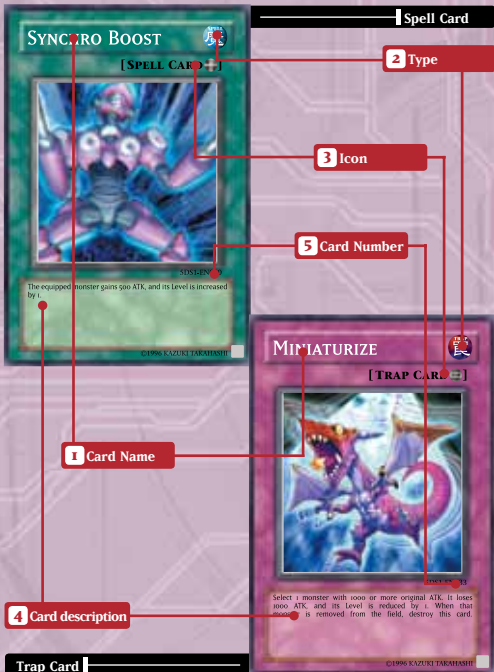 Spell Card
SYNCHRO BOOST
魔
2 Type
[SPELL CARD]
3 Icon
5 Card Number
The equipped monster gains 500 ATK, and its Level is increased
by 1.
©1996 KAZUKI TAKAHASHI
MINIATURIZE
罠
[TRAP CARD]
1 Card Name
Select 1 monster with 1000 or more original ATK. It loses
1000 ATK, and its Level is reduced by 1. When that
monster is removed from the field, destroy this card.
4 Card description
©1996 KAZUKI TAKAHASHI
Trap Card